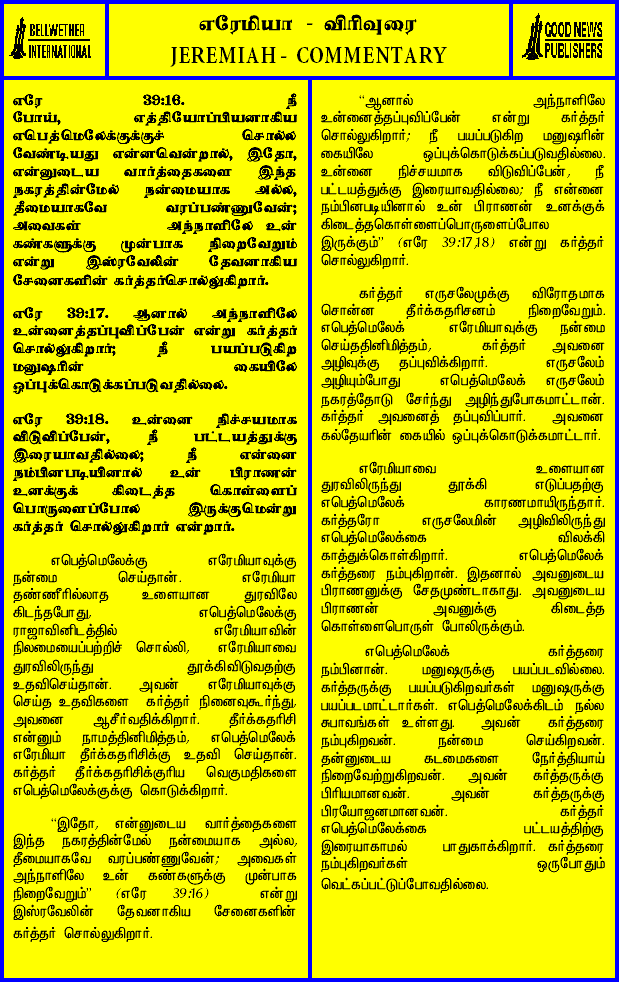 BELLWETHER
INTERNATIONAL
எரேமியா - விரிவுரை
JEREMIAH - COMMENTARY
GOOD NEWS
PUBLISHERS
எரே 39:16. நீ
போய், எத்தியோப்பியனாகிய
எபெத்மெலேக்குக்குச் சொல்ல
வேண்டியது என்னவென்றால், இதோ,
என்னுடைய வார்த்தைகளை இந்த
நகரத்தின்மேல் நன்மையாக அல்ல,
தீமையாகவே வரப்பண்ணுவேன்;
அவைகள் அந்நாளிலே உன்
கண்களுக்கு முன்பாக நிறைவேறும்
என்று இஸ்ரவேலின் தேவனாகிய
சேனைகளின் கர்த்தர்சொல்லுகிறார்.
எரே 39:17. ஆனால் அந்நாளிலே
உன்னைத்தப்புவிப்பேன் என்று கர்த்தர்
சொல்லுகிறார்; நீ பயப்படுகிற
மனுஷரின் கையிலே
ஒப்புக்கொடுக்கப்படுவதில்லை.
எரே 39:18. உன்னை நிச்சயமாக
விடுவிப்பேன், நீ பட்டயத்துக்கு
இரையாவதில்லை; நீ என்னை
நம்பினபடியினால் உன் பிராணன்
உனக்குக் கிடைத்த கொள்ளைப்
பொருளைப்போல இருக்குமென்று
கர்த்தர் சொல்லுகிறார் என்றார்.
எபெத்மெலேக்கு எரேமியாவுக்கு
நன்மை செய்தான். எரேமியா
தண்ணீரில்லாத உளையான துரவிலே
கிடந்தபோது, எபெத்மெலேக்கு
ராஜாவினிடத்தில் எரேமியாவின்
நிலமையைப்பற்றிச் சொல்லி, எரேமியாவை
துரவிலிருந்து தூக்கிவிடுவதற்கு
உதவிசெய்தான். அவன் எரேமியாவுக்கு
செய்த உதவிகளை கர்த்தர் நினைவுகூர்ந்து,
அவனை ஆசீர்வதிக்கிறார். தீர்க்கதரிசி
என்னும் நாமத்தினிமித்தம், எபெத்மெலேக்
எரேமியா தீர்க்கதரிசிக்கு உதவி செய்தான்.
கர்த்தர் தீர்க்கதரிசிக்குரிய வெகுமதிகளை
எபெத்மெலேக்குக்கு கொடுக்கிறார்.
“இதோ, என்னுடைய வார்த்தைகளை
இந்த நகரத்தின்மேல் நன்மையாக அல்ல,
தீமையாகவே வரப்பண்ணுவேன்; அவைகள்
அந்நாளிலே உன் கண்களுக்கு முன்பாக
நிறைவேறும்” (எரே 39:16) என்று
இஸ்ரவேலின் தேவனாகிய சேனைகளின்
கர்த்தர் சொல்லுகிறார்.
“ஆனால் அந்நாளிலே
உன்னைத்தப்புவிப்பேன் என்று கர்த்தர்
சொல்லுகிறார்; நீ பயப்படுகிற மனுஷரின்
கையிலே ஒப்புக்கொடுக்கப்படுவதில்லை.
உன்னை நிச்சயமாக விடுவிப்பேன், நீ
பட்டயத்துக்கு இரையாவதில்லை; நீ என்னை
நம்பினபடியினால் உன் பிராணன் உனக்குக்
கிடைத்தகொள்ளைப்பொருளைப்போல
இருக்கும்” (எரே 39:17,18) என்று கர்த்தர்
சொல்லுகிறார்.
கர்த்தர் எருசலேமுக்கு விரோதமாக
சொன்ன தீர்க்கதரிசனம் நிறைவேறும்.
எபெத்மெலேக் எரேமியாவுக்கு நன்மை
செய்ததினிமித்தம், கர்த்தர் அவனை
அழிவுக்கு தப்புவிக்கிறார். எருசலேம்
அழியும்போது எபெத்மெலேக் எருசலேம்
நகரத்தோடு சேர்ந்து அழிந்துபோகமாட்டான்.
கர்த்தர் அவனைத் தப்புவிப்பார். அவனை
கல்தேயரின் கையில் ஒப்புக்கொடுக்கமாட்டார்.
எரேமியாவை உளையான
துரவிலிருந்து தூக்கி எடுப்பதற்கு
எபெத்மெலேக் காரணமாயிருந்தார்.
கர்த்தரோ எருசலேமின் அழிவிலிருந்து
எபெத்மெலேக்கை விலக்கி
காத்துக்கொள்கிறார். எபெத்மெலேக்
கர்த்தரை நம்புகிறான். இதனால் அவனுடைய
பிராணனுக்கு சேதமுண்டாகாது. அவனுடைய
பிராணன் அவனுக்கு கிடைத்த
கொள்ளைபொருள் போலிருக்கும்.
எபெத்மெலேக் கர்த்தரை
நம்பினான். மனுஷருக்கு பயப்படவில்லை.
கர்த்தருக்கு பயப்படுகிறவர்கள் மனுஷருக்கு
பயப்படமாட்டார்கள். எபெத்மெலேக்கிடம் நல்ல
சுபாவங்கள் உள்ளது. அவன் கர்த்தரை
நம்புகிறவன். நன்மை செய்கிறவன்.
தன்னுடைய கடமைகளை நேர்த்தியாய்
நிறைவேற்றுகிறவன். அவன் கர்த்தருக்கு
பிரியமானவன். அவன் கர்த்தருக்கு
பிரயோஜனமானவன். கர்த்தர்
எபெத்மெலேக்கை பட்டயத்திற்கு
இரையாகாமல் பாதுகாக்கிறார். கர்த்தரை
நம்புகிறவர்கள் ஒருபோதும்
வெட்கப்பட்டுப்போவதில்லை.